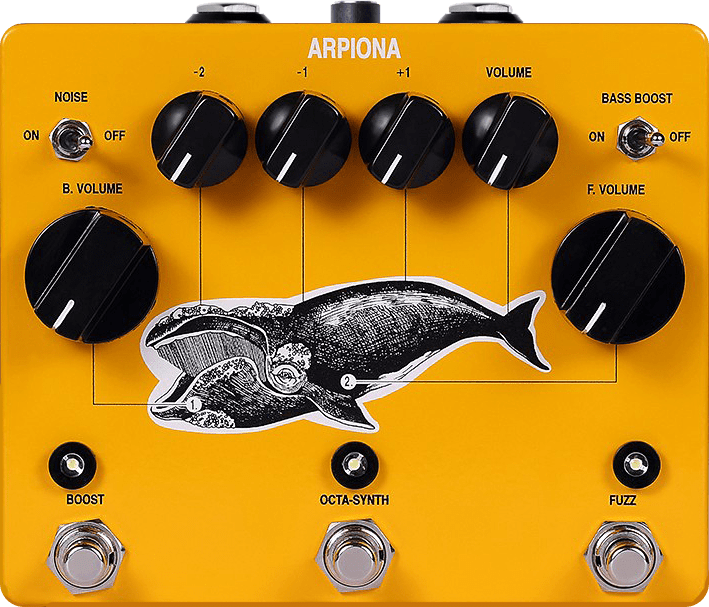 ARPIONA
-2 -1 +1 VOLUME
NOISE
ON OFF
BASS BOOST
ON OFF
B. VOLUME
F. VOLUME
2.
1.
BOOST
OCTA-SYNTH
FUZZ